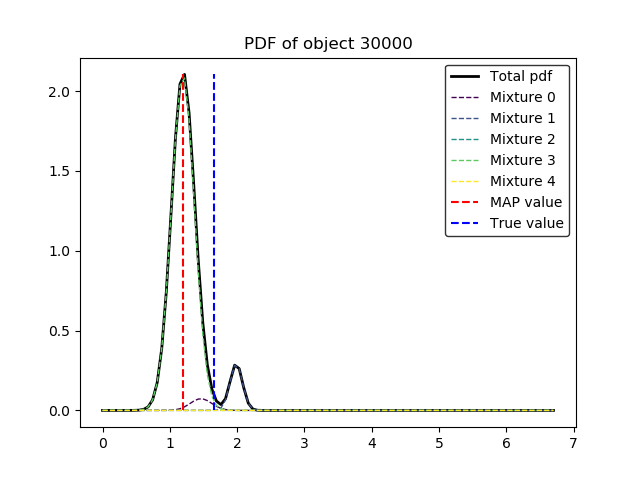 PDF of object 30000
2.0
1.5
1.0
0.5
0.0
0 1 2 3 4 5 6 7
Total pdf
Mixture 0
Mixture 1
Mixture 2
Mixture 3
Mixture 4
MAP value
True value